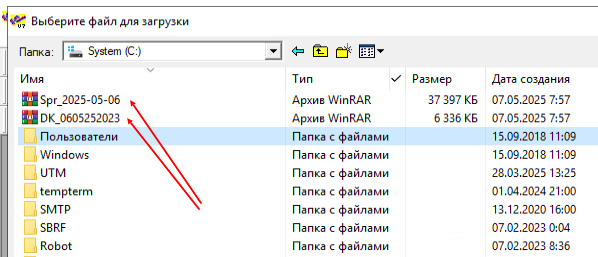 Выберите файл для загрузки
Папка: System (C:)
Имя Тип Размер Дата создания
Spr_2025-05-06 Архив WinRAR 37 397 КБ 07.05.2025 7:57
DK_0605252023 Архив WinRAR 6 336 КБ 07.05.2025 7:57
Пользователи Папка с файлами 15.09.2018 11:09
Windows Папка с файлами 15.09.2018 11:09
UTM Папка с файлами 28.03.2025 13:25
tempterm Папка с файлами 01.04.2024 21:00
SMTP Папка с файлами 13.12.2020 16:00
SBRF Папка с файлами 07.02.2023 0:04
Robot Папка с файлами 07.02.2023 8:36